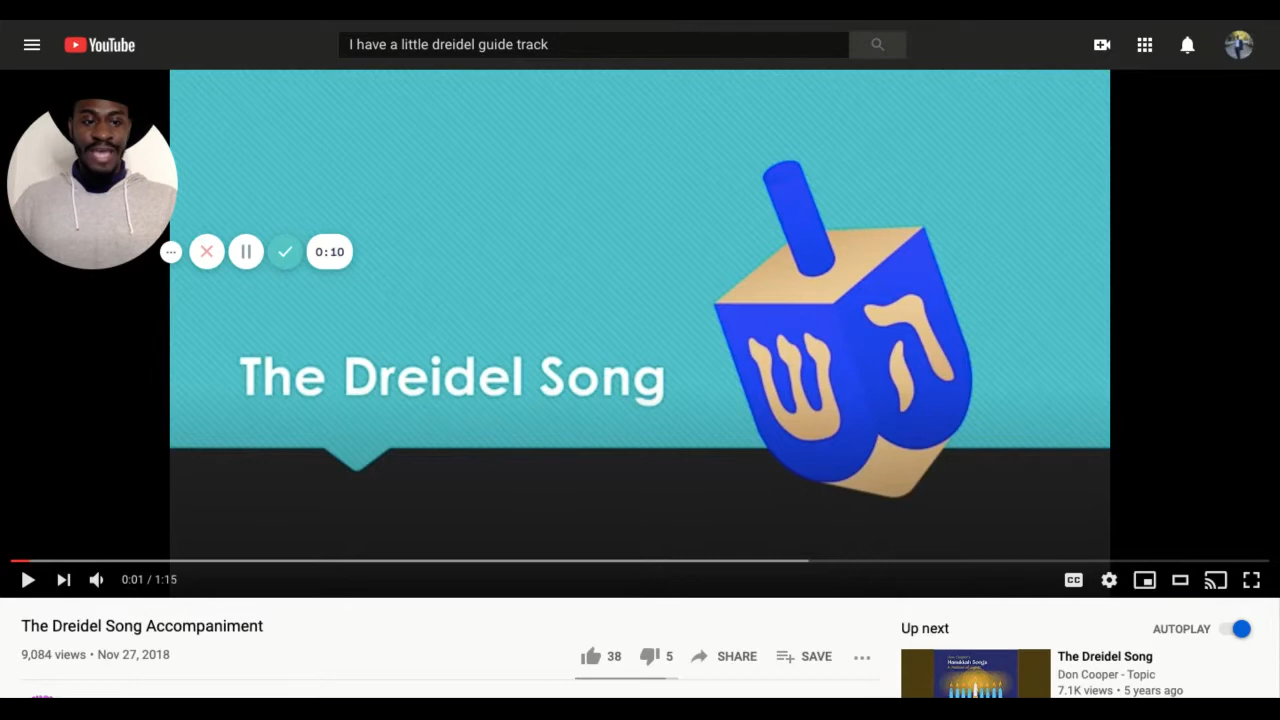 YouTube
I have a little dreidel guide track
0:10
The Dreidel Song
ש ה
0:01 / 1:15
CC
The Dreidel Song Accompaniment
9,084 views • Nov 27, 2018
38
5
SHARE
SAVE
Up next
AUTOPLAY
Hanukkah Songs
The Dreidel Song
Don Cooper - Topic
7.1K views • 5 years ago